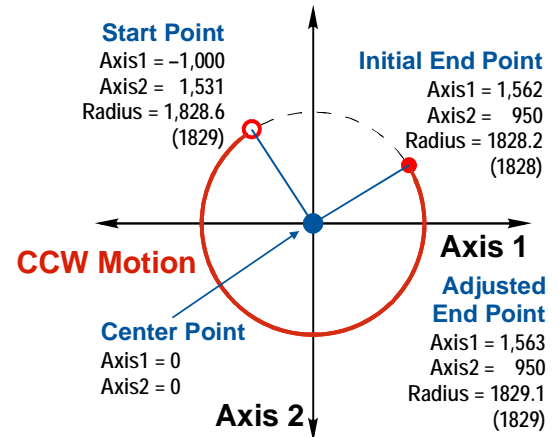 Start Point
Axis1 = –1,000
Axis2 = 1,531
Radius = 1,828.6
(1829)
Initial End Point
Axis1 = 1,562
Axis2 = 950
Radius = 1828.2
(1828)
Axis 1
CCW Motion
Adjusted
End Point
Axis1 = 1,563
Axis2 = 950
Radius = 1829.1
(1829)
Center Point
Axis1 = 0
Axis2 = 0
Axis 2